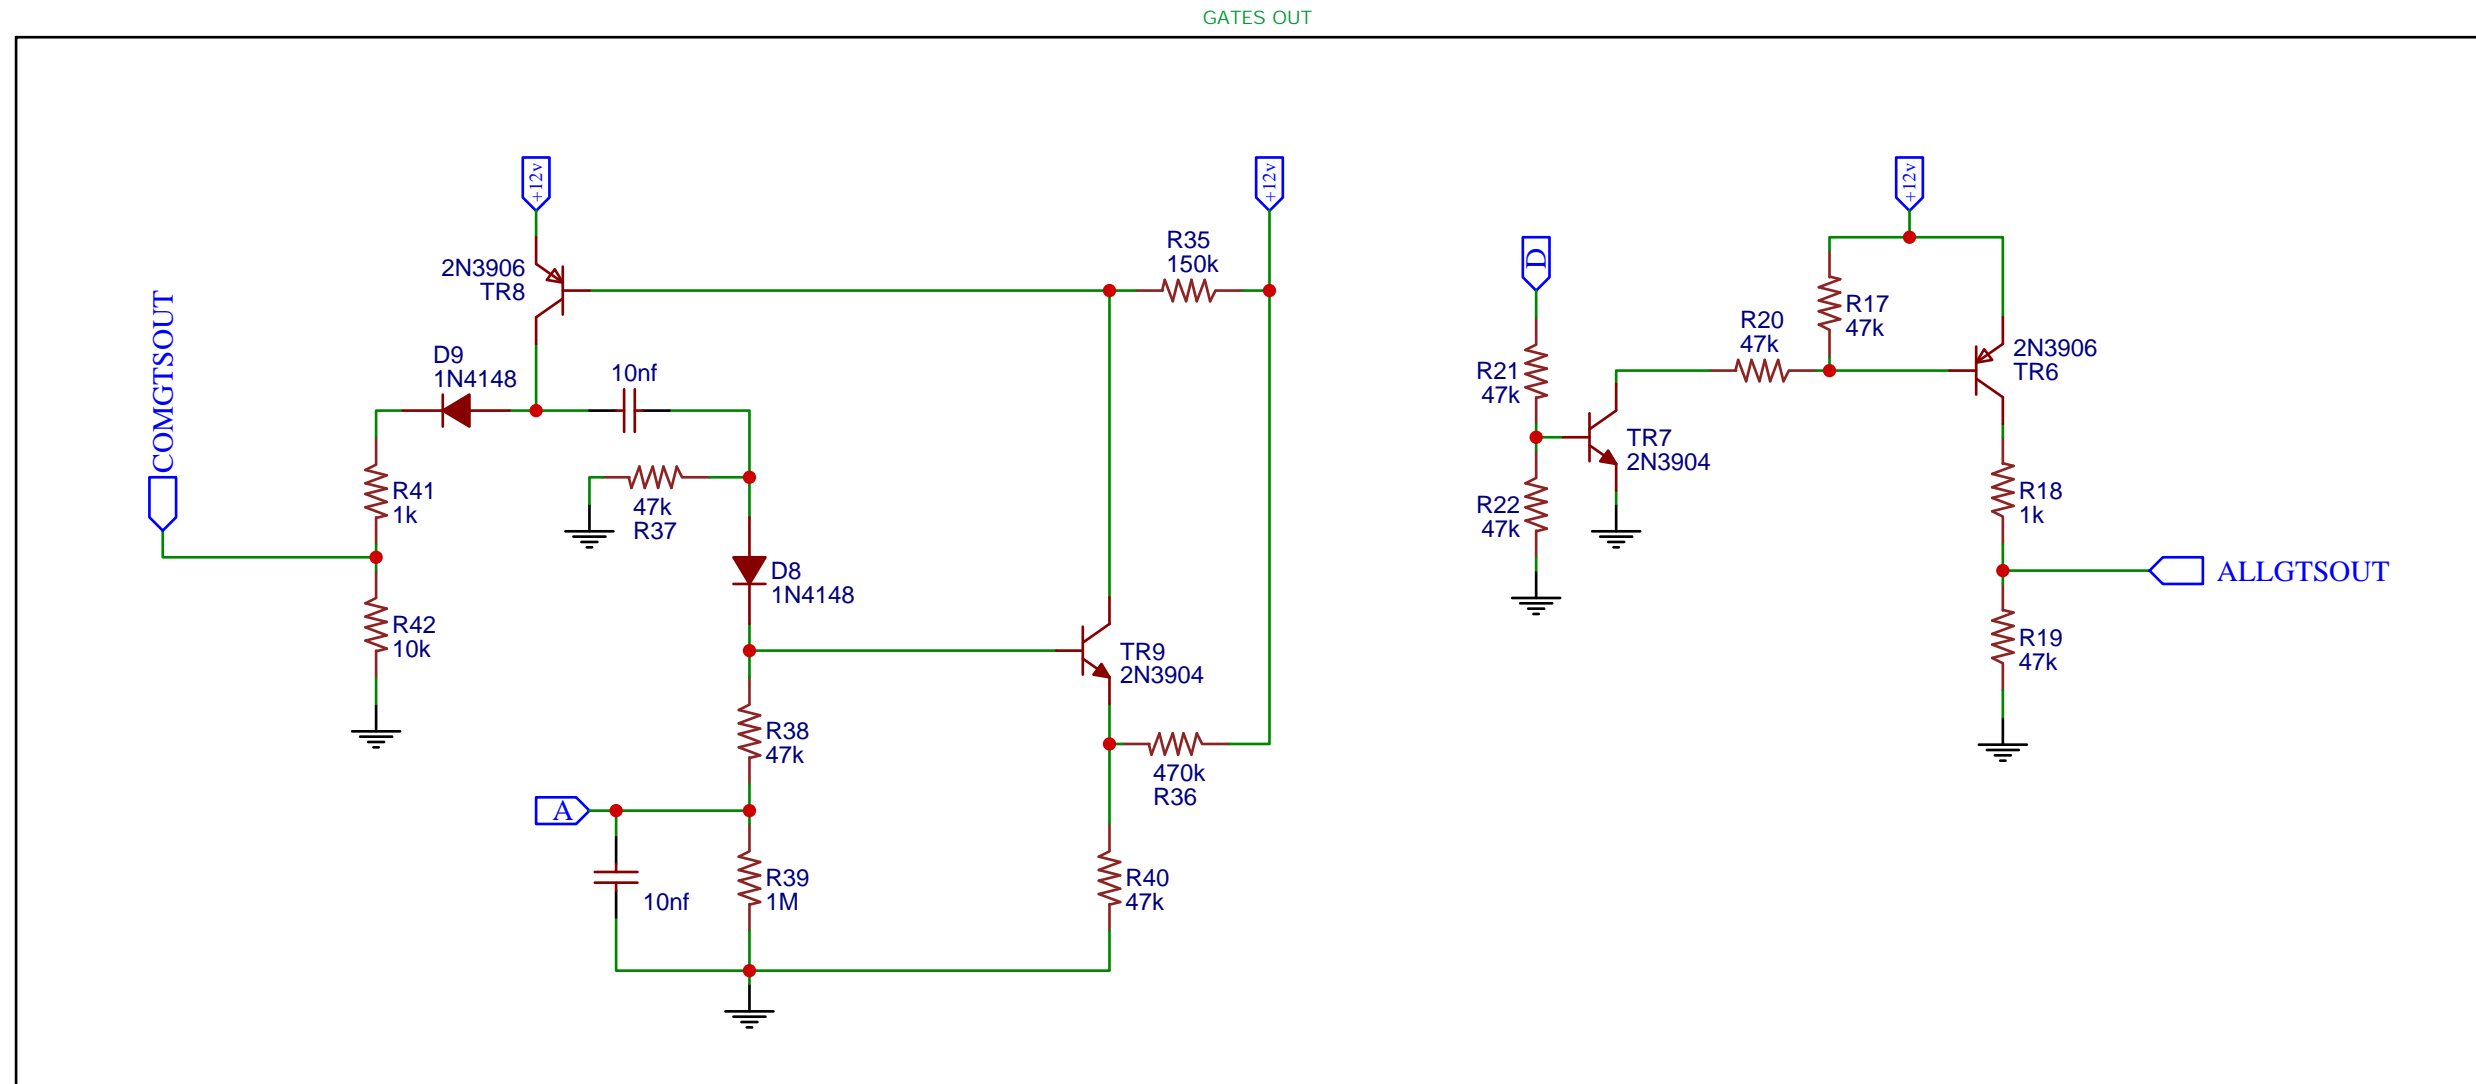 GATES OUT
+12v
+12v
+12v
2N3906
TR8
R35
150k
D
COMGTSOUT
D9
1N4148
10nf
R41
1k
47k
R37
D8
1N4148
R42
10k
TR9
2N3904
R38
47k
470k
R36
A
10nf
R39
1M
R40
47k
R17
47k
R20
47k
2N3906
TR6
R21
47k
TR7
2N3904
R22
47k
R18
1k
ALLGTSOUT
R19
47k